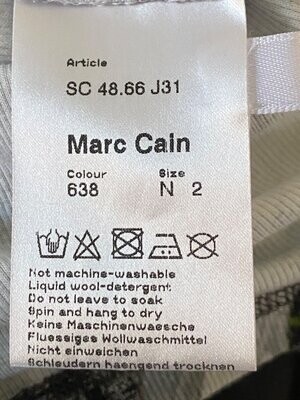 Article
SC 48.66 J31
Marc Cain
Colour Size
638 N 2
Not machine-washable
Liquid wool-detergent
Do not leave to soak
Spin and hang to dry
Keine Maschinenwaesche
Fluessiges Wollwaschmittel
Nicht einweichen
Schleudern haengend trocknen